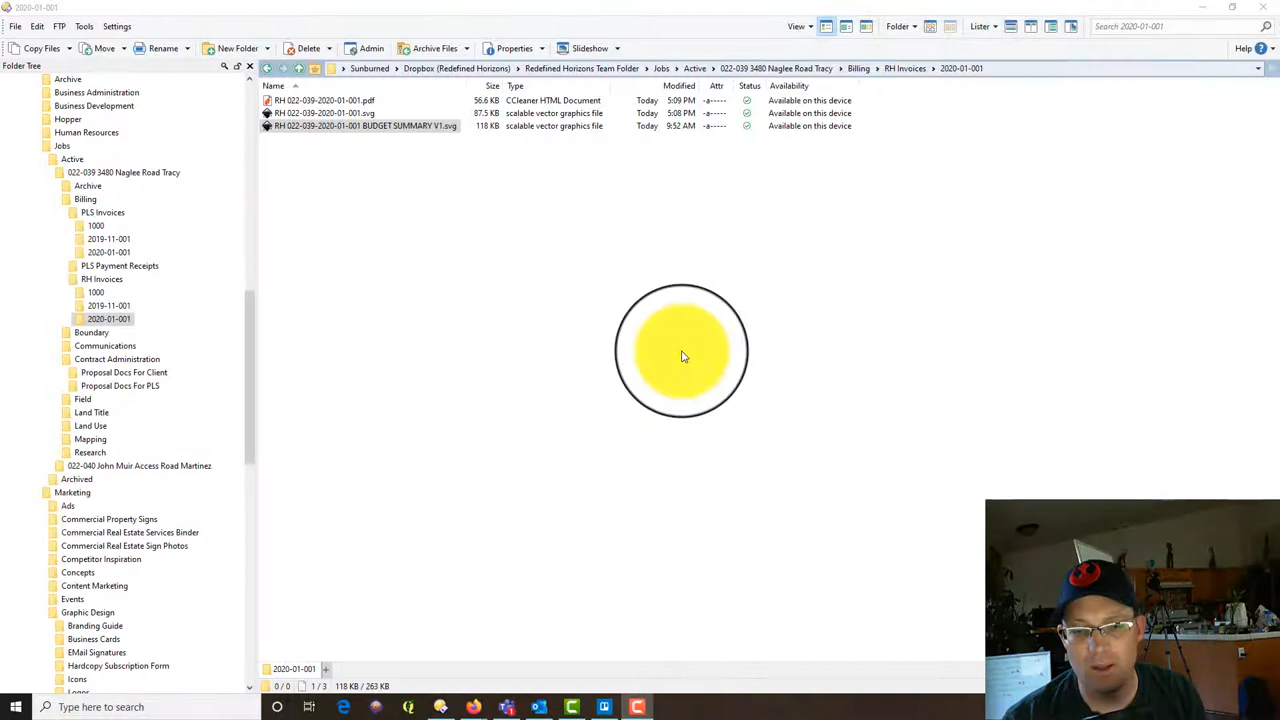 2020-01-001
File Edit FTP Tools Settings View Folder Lister Search 2020-01-001
Copy Files Move Rename New Folder Delete Admin Archive Files Properties Slideshow Help
Folder Tree Sunburned Dropbox (Redefined Horizons) Redefined Horizons Team Folder Jobs Active 022-039 3480 Naglee Road Tracy Billing RH Invoices 2020-01-001
Name Size Type Modified Attr Status Availability
RH 022-039-2020-01-001.pdf 56.6 KB CCleaner HTML Document Today 5:09 PM -a----- Available on this device
RH 022-039-2020-01-001.svg 87.5 KB scalable vector graphics file Today 5:08 PM -a----- Available on this device
RH 022-039-2020-01-001 BUDGET SUMMARY V1.svg 118 KB scalable vector graphics file Today 9:52 AM -a----- Available on this device
Archive
Business Administration
Business Development
Hopper
Human Resources
Jobs
Active
022-039 3480 Naglee Road Tracy
Archive
Billing
PLS Invoices
1000
2019-11-001
2020-01-001
PLS Payment Receipts
RH Invoices
1000
2019-11-001
2020-01-001
Boundary
Communications
Contract Administration
Proposal Docs For Client
Proposal Docs For PLS
Field
Land Title
Land Use
Mapping
Research
022-040 John Muir Access Road Martinez
Archived
Marketing
Ads
Commercial Property Signs
Commercial Real Estate Services Binder
Commercial Real Estate Sign Photos
Competitor Inspiration
Concepts
Content Marketing
Events
Graphic Design
Branding Guide
Business Cards
EMail Signatures
Hardcopy Subscription Form
Icons
2020-01-001
0 / 0 1 / 3 118 KB / 263 KB
Type here to search